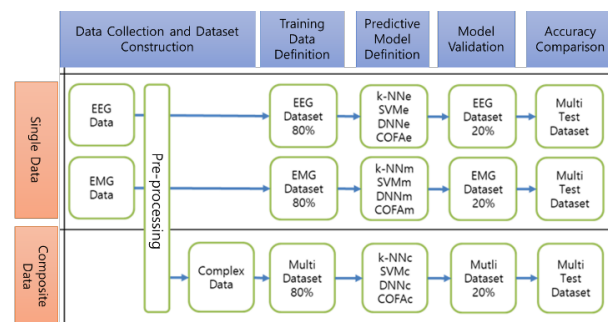 Data Collection and Dataset
Construction
Training
Data
Definition
Predictive
Model
Definition
Model
Validation
Accuracy
Comparison
Single Data
EEG
Data
Pre-processing
EEG
Dataset
80%
k-NNe
SVMe
DNNe
COFAe
EEG
Dataset
20%
Multi
Test
Dataset
EMG
Data
EMG
Dataset
80%
k-NNm
SVMm
DNNm
COFAm
EMG
Dataset
20%
Multi
Test
Dataset
Composite
Data
Complex
Data
Multi
Dataset
80%
k-NNc
SVMc
DNNc
COFAc
Mutli
Dataset
20%
Multi
Test
Dataset